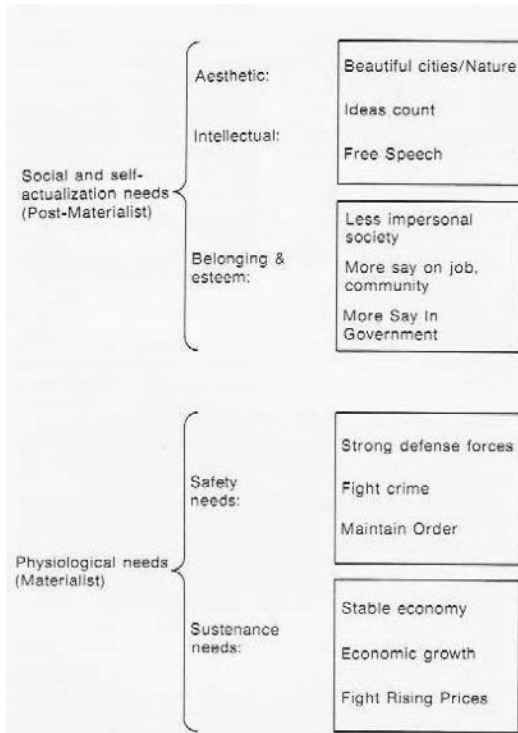 Aesthetic:
Beautiful cities/Nature
Ideas count
Intellectual:
Free Speech
Social and self-
actualization needs
(Post-Materialist)
Less impersonal
society
Belonging &
esteem:
More say on job,
community
More Say In
Government
Strong defense forces
Safety
needs:
Fight crime
Maintain Order
Physiological needs
(Materialist)
Stable economy
Sustenance
needs:
Economic growth
Fight Rising Prices